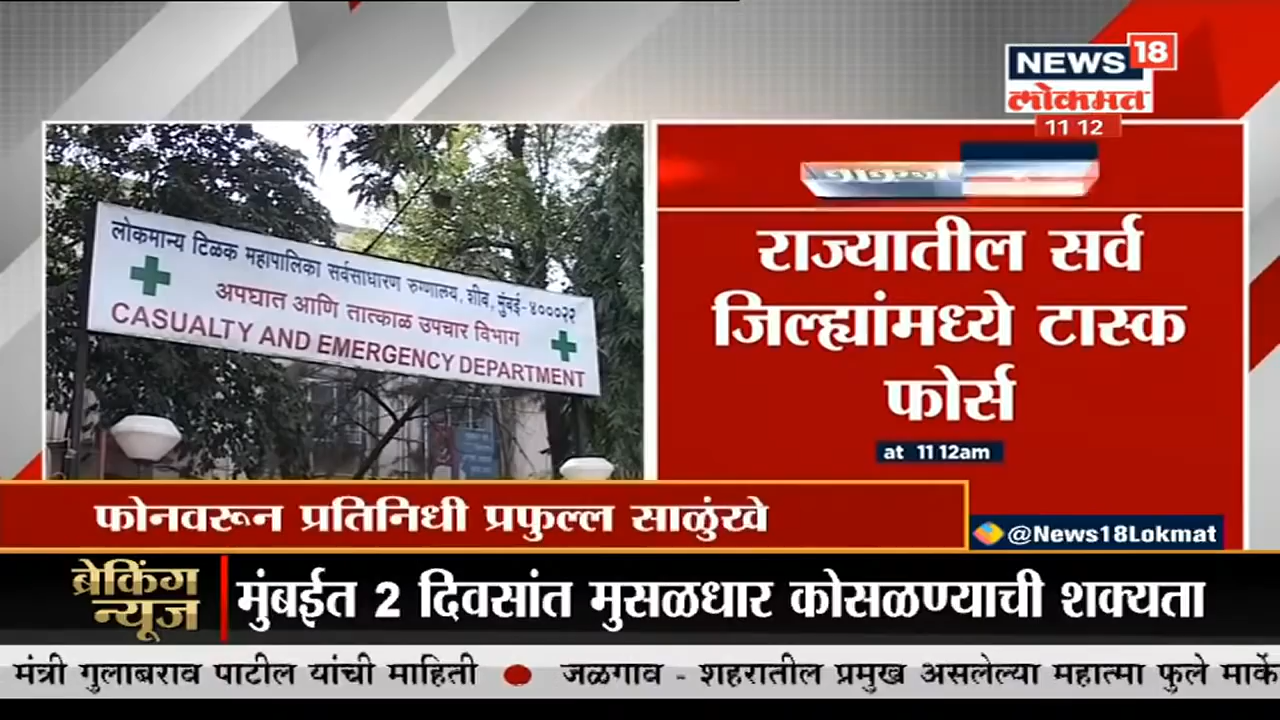 NEWS 18
लोकमत
11 12
लोकमान्य टिळक महापालिका सर्वसाधारण रुग्णालय, शीव, मुंबई-४०००२२
अपघात आणि तात्काळ उपचार विभाग
CASUALTY AND EMERGENCY DEPARTMENT
राज्यातील सर्व
जिल्ह्यांमध्ये टास्क
फोर्स
at 11 12am
फोनवरून प्रतिनिधी प्रफुल्ल साळुंखे
@News18Lokmat
ब्रेकिंग
न्यूज
मुंबईत 2 दिवसांत मुसळधार कोसळण्याची शक्यता
मंत्री गुलाबराव पाटील यांची माहिती ● जळगाव - शहरातील प्रमुख असलेल्या महात्मा फुले मार्के